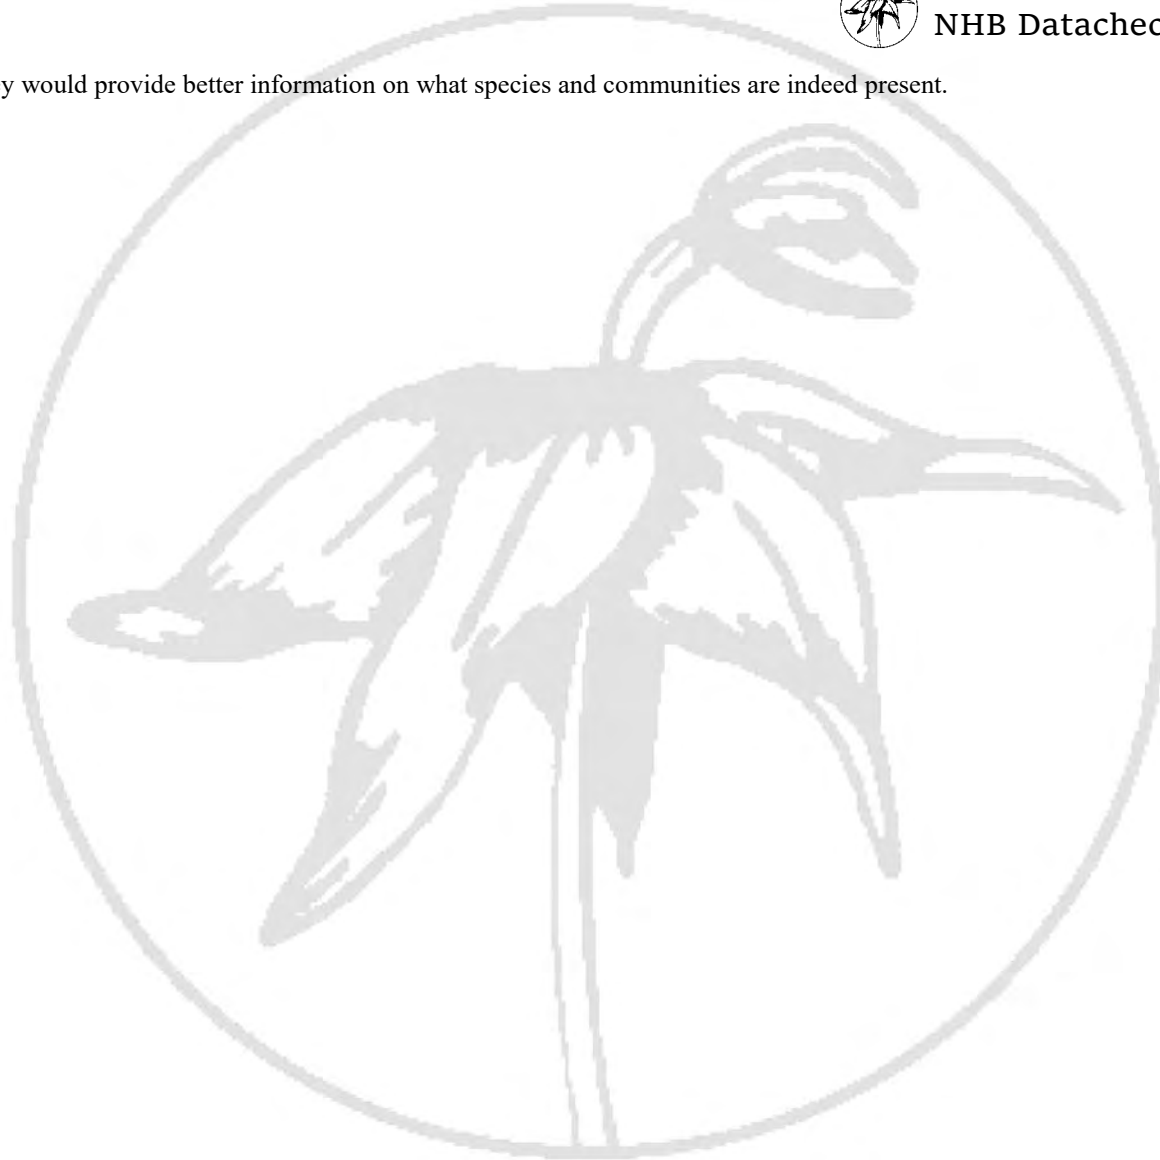 NHB Datachec
y would provide better information on what species and communities are indeed present.